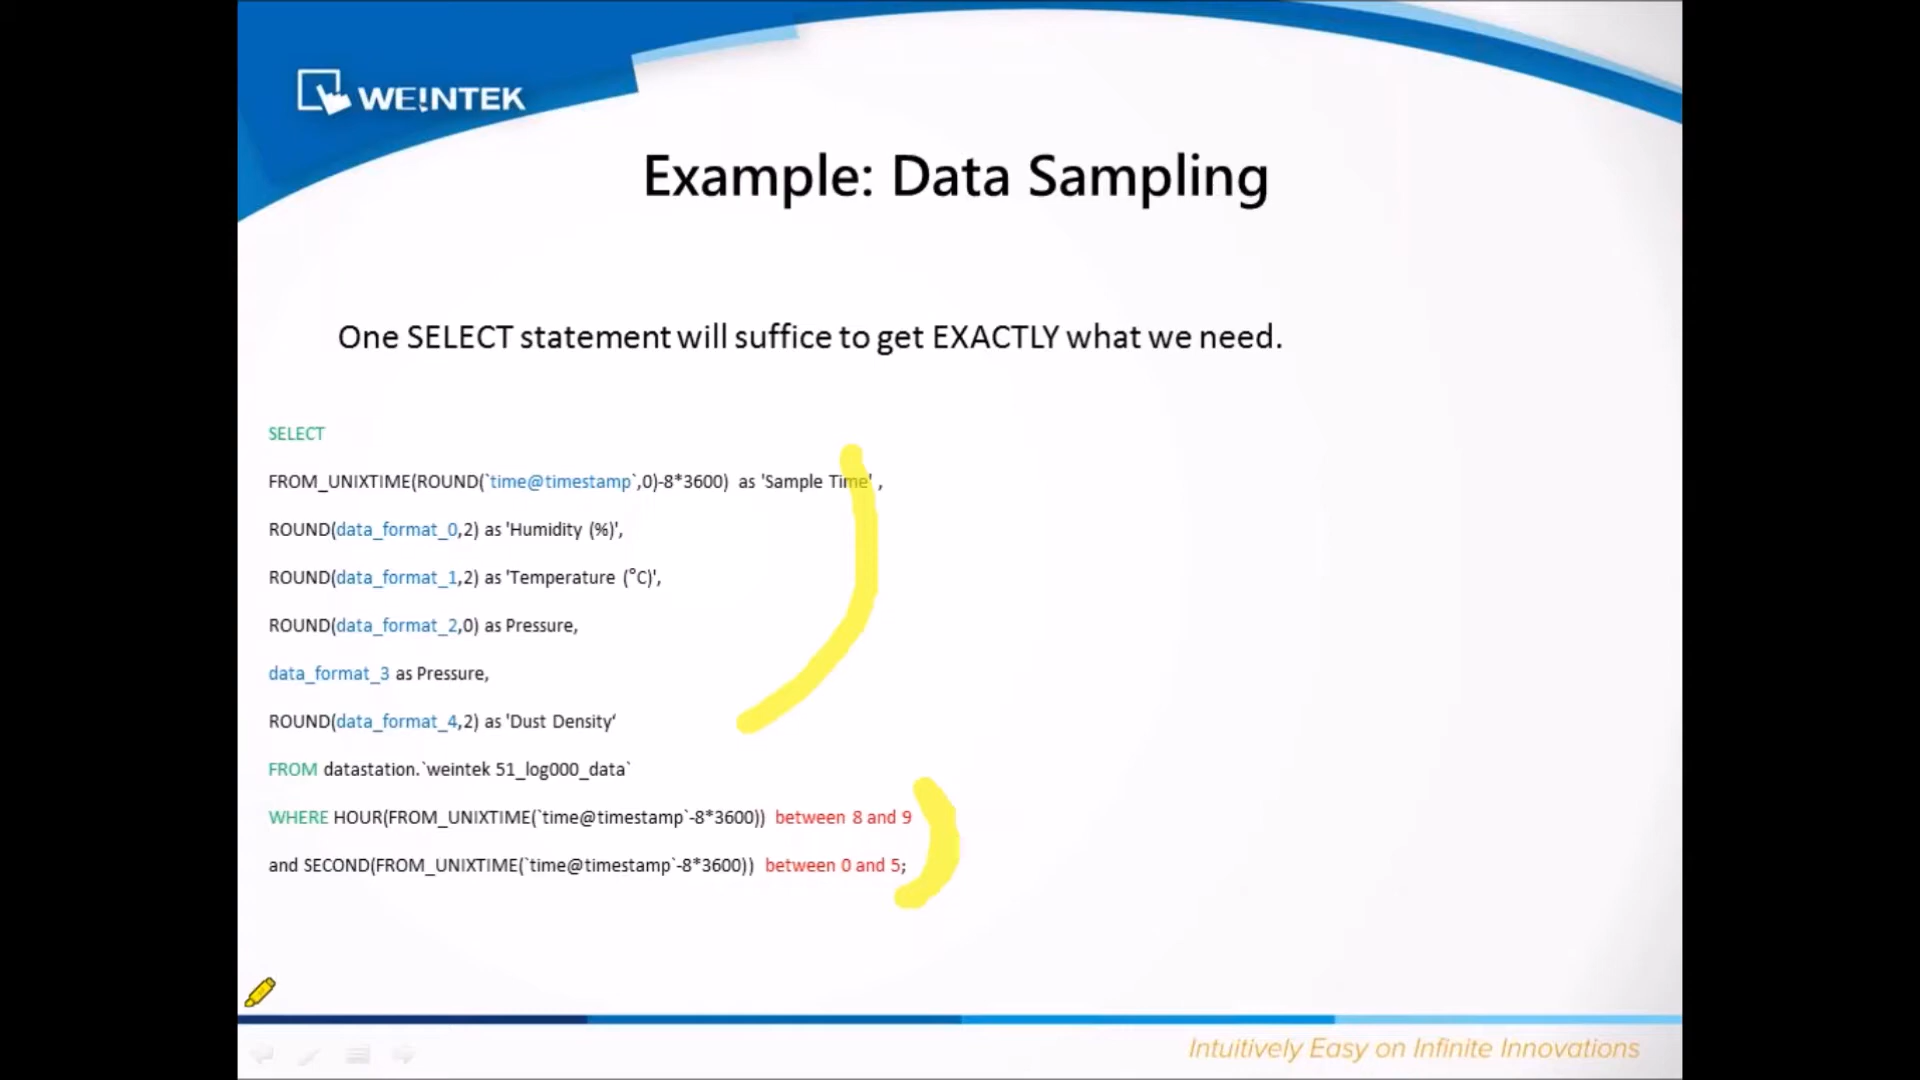 WEINTEK
Example: Data Sampling
One SELECT statement will suffice to get EXACTLY what we need.
SELECT
FROM_UNIXTIME(ROUND(`time@timestamp`,0)-8*3600) as 'Sample Time' ,
ROUND(data_format_0,2) as 'Humidity (%)',
ROUND(data_format_1,2) as 'Temperature (°C)',
ROUND(data_format_2,0) as Pressure,
data_format_3 as Pressure,
ROUND(data_format_4,2) as 'Dust Density‘
FROM datastation.`weintek 51_log000_data`
WHERE HOUR(FROM_UNIXTIME(`time@timestamp`-8*3600)) between 8 and 9
and SECOND(FROM_UNIXTIME(`time@timestamp`-8*3600)) between 0 and 5;
Intuitively Easy on Infinite Innovations